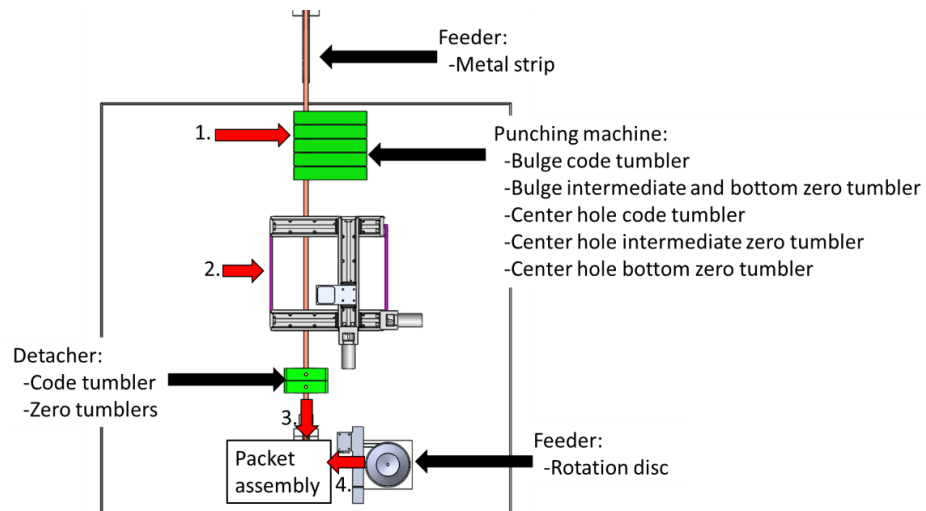 Feeder:
-Metal strip
1.
Punching machine:
-Bulge code tumbler
-Bulge intermediate and bottom zero tumbler
-Center hole code tumbler
-Center hole intermediate zero tumbler
-Center hole bottom zero tumbler
2.
Detacher:
-Code tumbler
-Zero tumblers
3.
Feeder:
-Rotation disc
Packet
assembly
4.